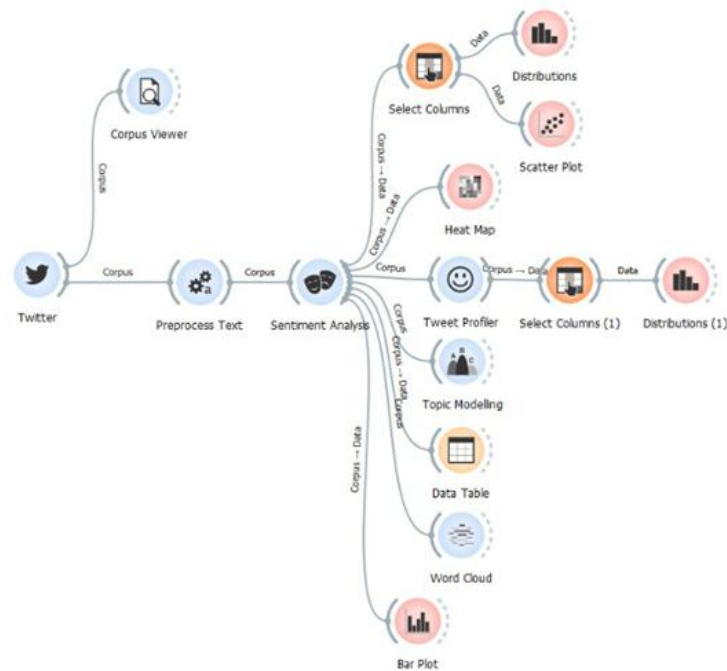 Data
Distributions
Select Columns
Data
Scatter Plot
Corpus Viewer
Corpus
Corpus → Data
Corpus → Data
Heat Map
Twitter
Corpus
Preprocess Text
Corpus
Sentiment Analysis
Corpus
Tweet Profiler
Corpus → Data
Select Columns (1)
Data
Distributions (1)
Corpus
Topic Modelling
Corpus → Data
Data Table
Corpus
Word Cloud
Corpus → Data
Bar Plot
a
A
B
C